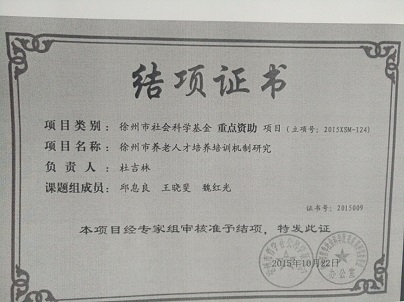 结项证书
项目类别：徐州市社会科学基金 重点资助 项目（立项号：2015XSM-124）
项目名称：徐州市养老人才培养培训机制研究
负责人：杜吉林
课题组成员：邱息良 王晓斐 魏红光
证书号：2015009
本项目经专家组审核准予结项，特发此证
2015年10月22日
办公室